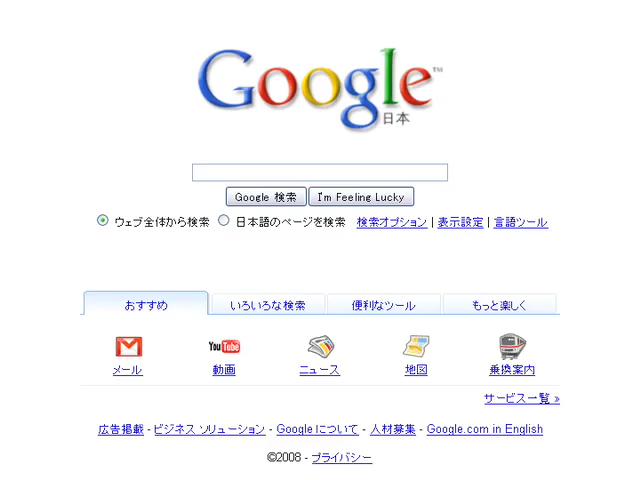 Google™
日本
Google 検索 I'm Feeling Lucky
ウェブ全体から検索 日本語のページを検索 検索オプション | 表示設定 | 言語ツール
おすすめ いろいろな検索 便利なツール もっと楽しく
YouTube
メール 動画 ニュース 地図 乗換案内
サービス一覧 »
広告掲載 - ビジネス ソリューション - Google について - 人材募集 - Google.com in English
©2008 - プライバシー